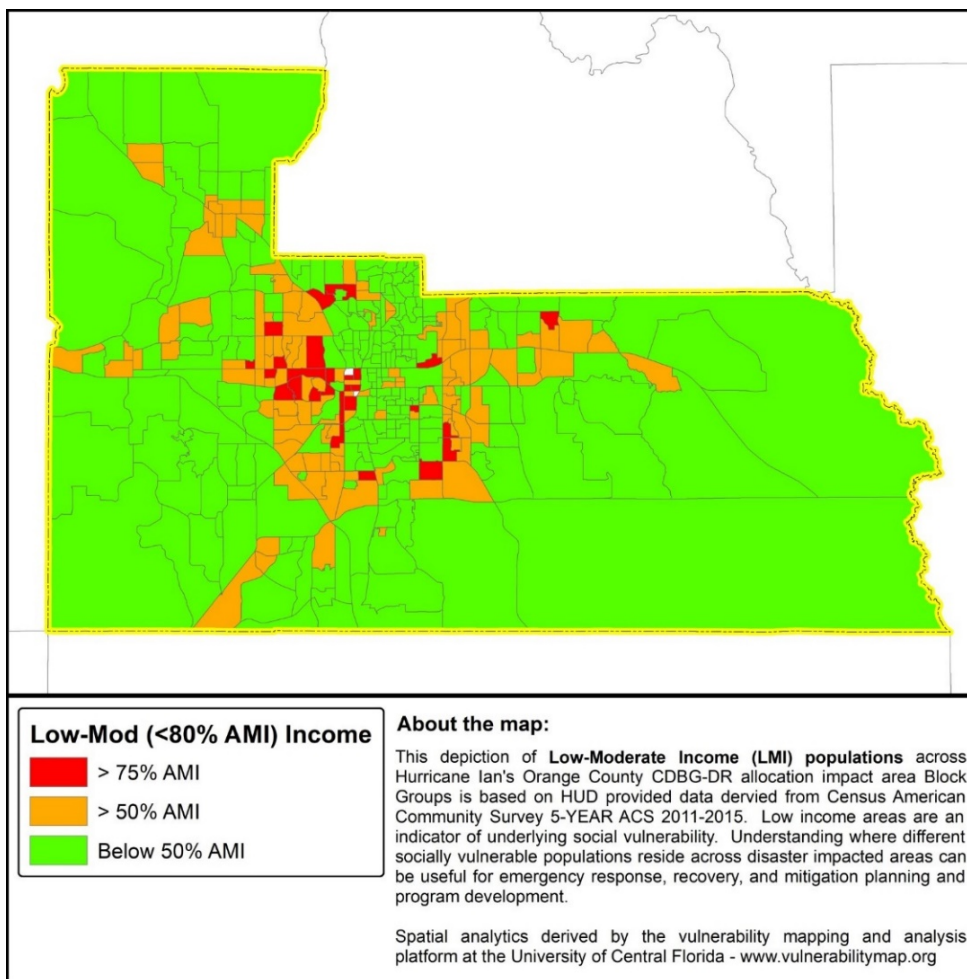 Low-Mod (<80% AMI) Income
> 75% AMI
> 50% AMI
Below 50% AMI
About the map:
This depiction of Low-Moderate Income (LMI) populations across
Hurricane Ian's Orange County CDBG-DR allocation impact area Block
Groups is based on HUD provided data dervied from Census American
Community Survey 5-YEAR ACS 2011-2015. Low income areas are an
indicator of underlying social vulnerability. Understanding where different
socially vulnerable populations reside across disaster impacted areas can
be useful for emergency response, recovery, and mitigation planning and
program development.
Spatial analytics derived by the vulnerability mapping and analysis
platform at the University of Central Florida - www.vulnerabilitymap.org